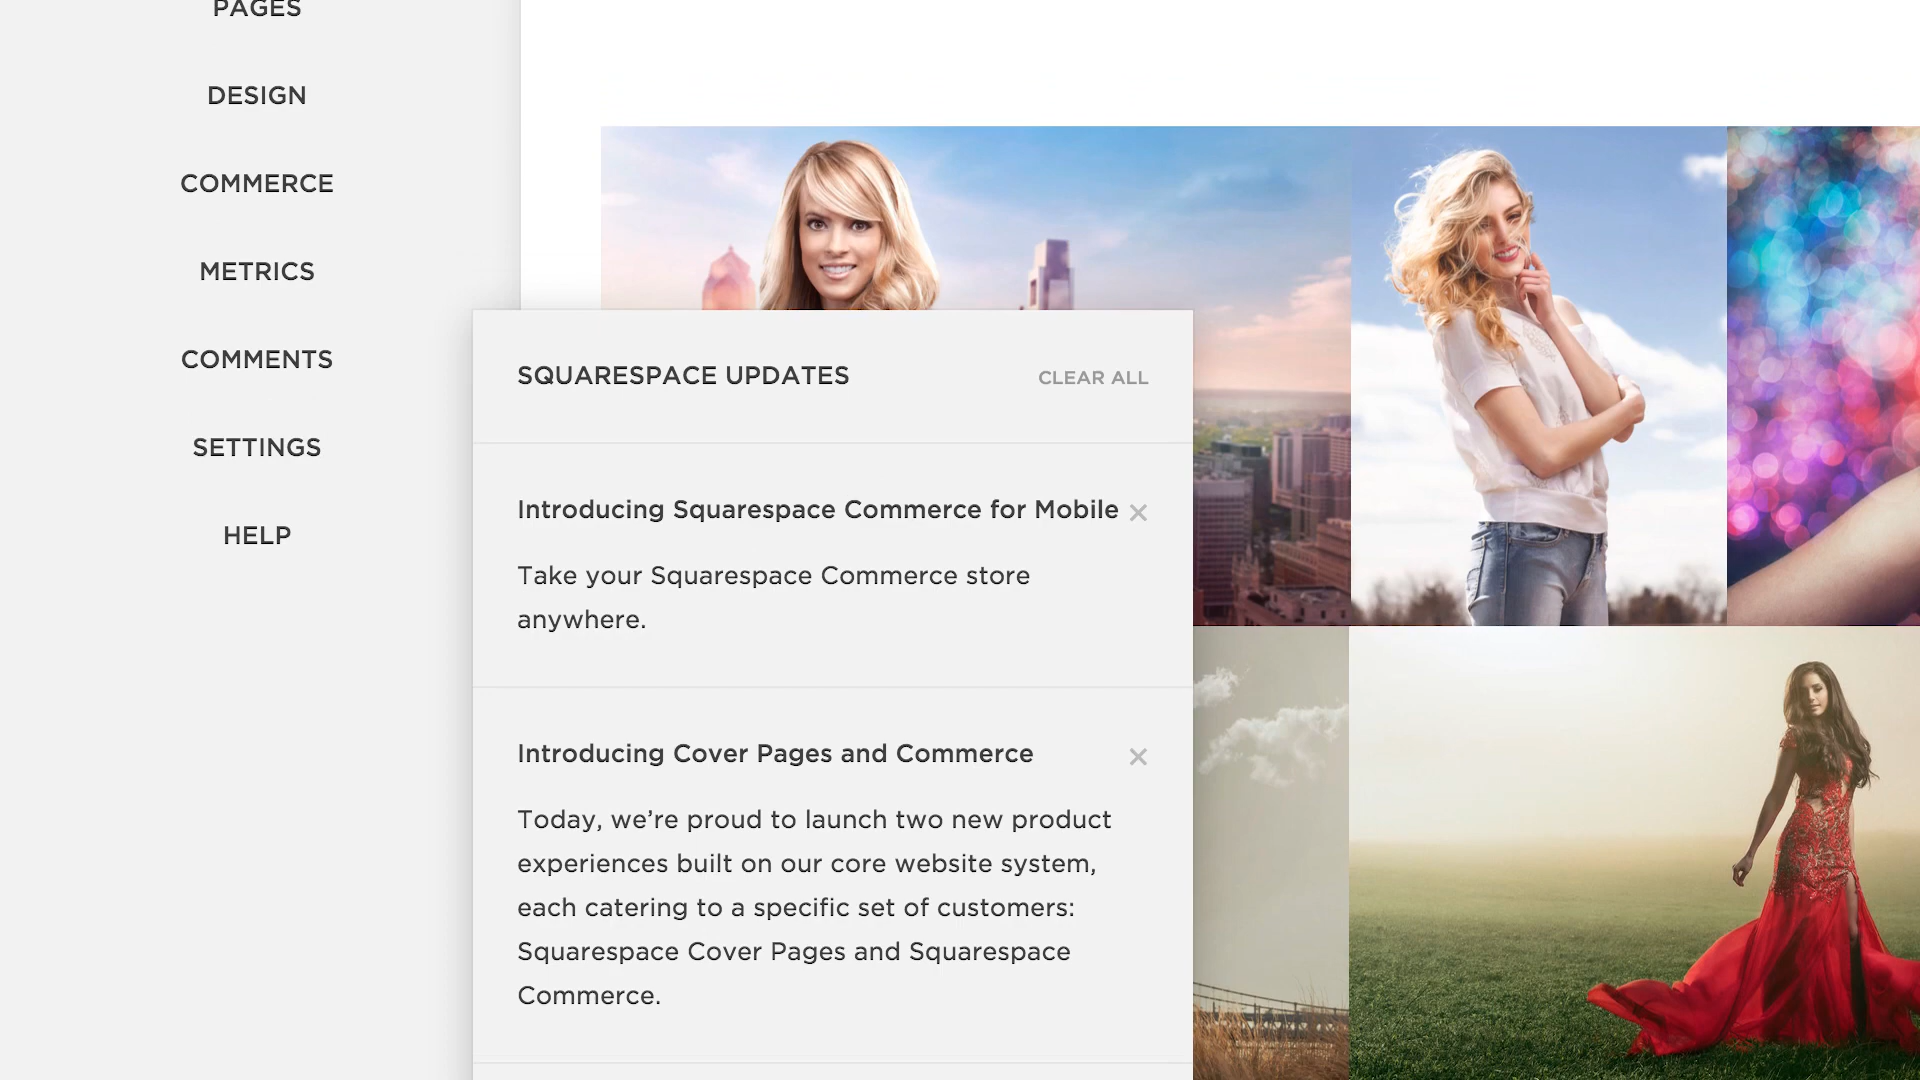 PAGES
DESIGN
COMMERCE
METRICS
COMMENTS
SETTINGS
HELP
SQUARESPACE UPDATES
CLEAR ALL
Introducing Squarespace Commerce for Mobile
Take your Squarespace Commerce store
anywhere.
Introducing Cover Pages and Commerce
Today, we’re proud to launch two new product
experiences built on our core website system,
each catering to a specific set of customers:
Squarespace Cover Pages and Squarespace
Commerce.